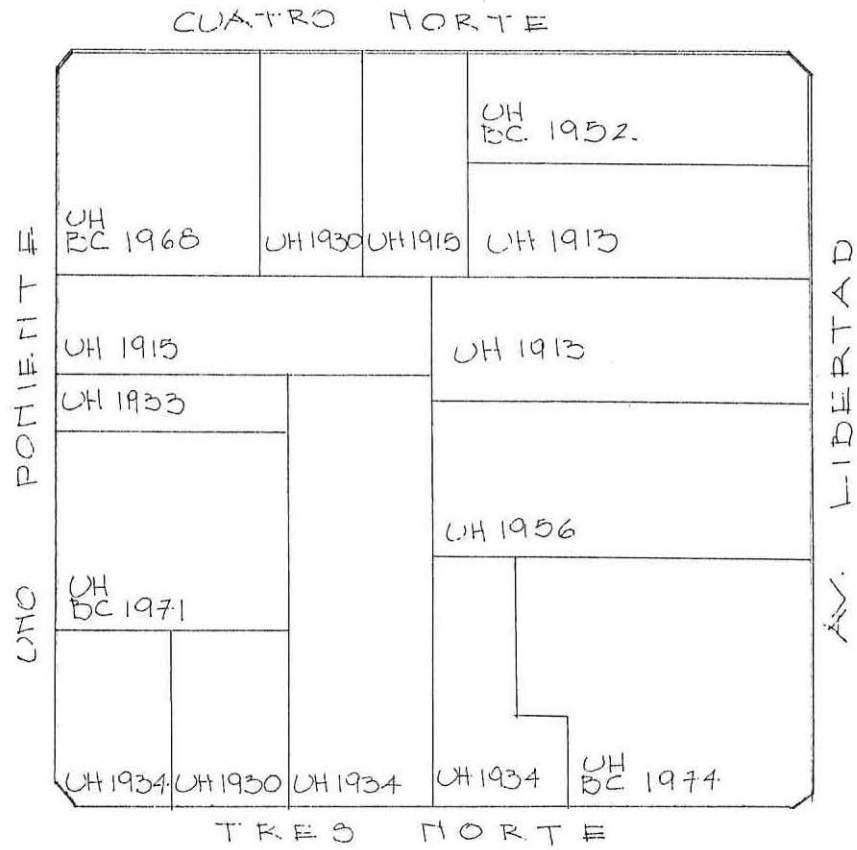 CUATRO NORTE
UH
BC. 1952.
UH
BC 1968
UH 1930
UH 1915
UH 1913
UNO PONIENTE
AV. LIBERTAD
UH 1915
UH 1913
UH 1933
UH 1956
UH
BC 1971
UH 1934
UH 1930
UH 1934
UH 1934
UH
BC 1974
TRES NORTE